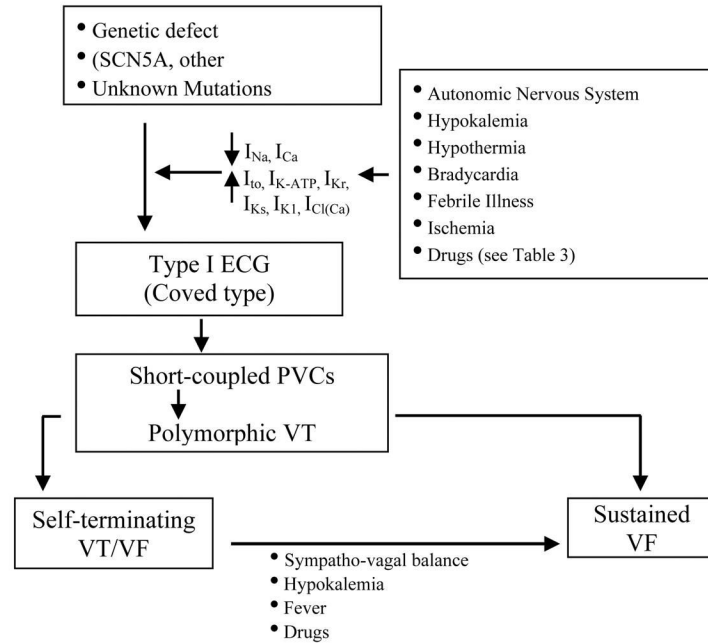 • Genetic defect
• (SCN5A, other
• Unknown Mutations
• Autonomic Nervous System
• Hypokalemia
• Hypothermia
• Bradycardia
• Febrile Illness
• Ischemia
• Drugs (see Table 3)
I_Na, I_Ca
I_to, I_K-ATP, I_Kr,
I_Ks, I_K1, I_Cl(Ca)
Type I ECG
(Coved type)
Short-coupled PVCs
Polymorphic VT
Self-terminating
VT/VF
Sustained
VF
• Sympatho-vagal balance
• Hypokalemia
• Fever
• Drugs